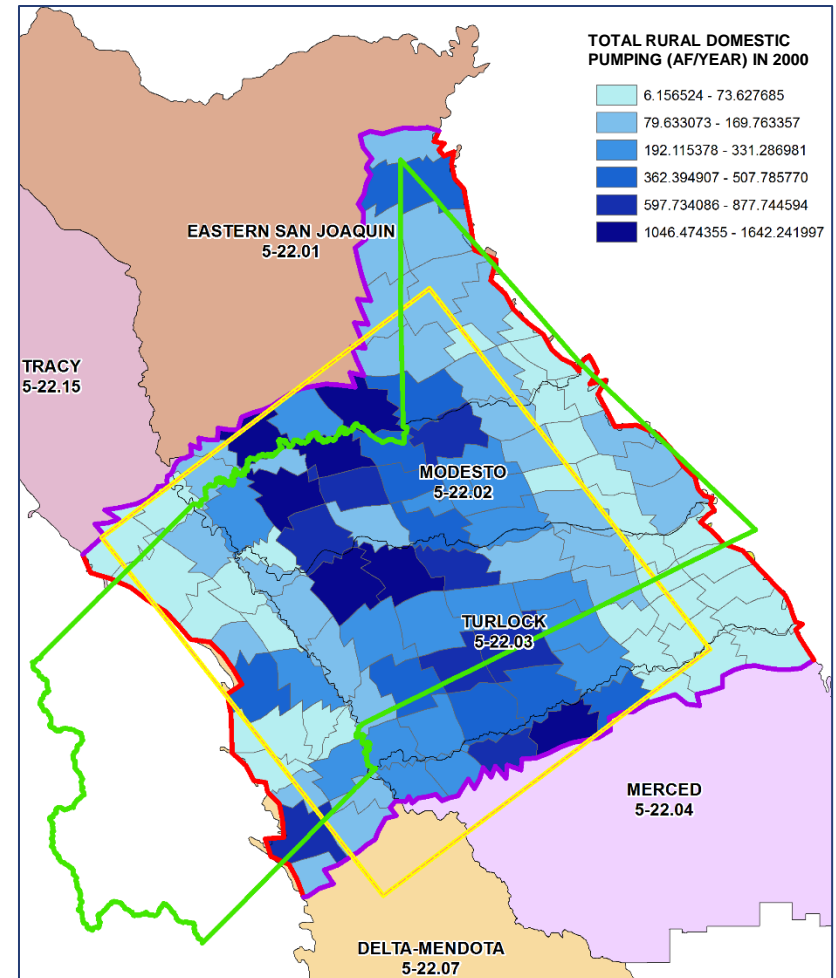 TOTAL RURAL DOMESTIC
PUMPING (AF/YEAR) IN 2000
6.156524 - 73.627685
79.633073 - 169.763357
192.115378 - 331.286981
362.394907 - 507.785770
597.734086 - 877.744594
1046.474355 - 1642.241997
EASTERN SAN JOAQUIN
5-22.01
TRACY
5-22.15
MODESTO
5-22.02
TURLOCK
5-22.03
MERCED
5-22.04
DELTA-MENDOTA
5-22.07